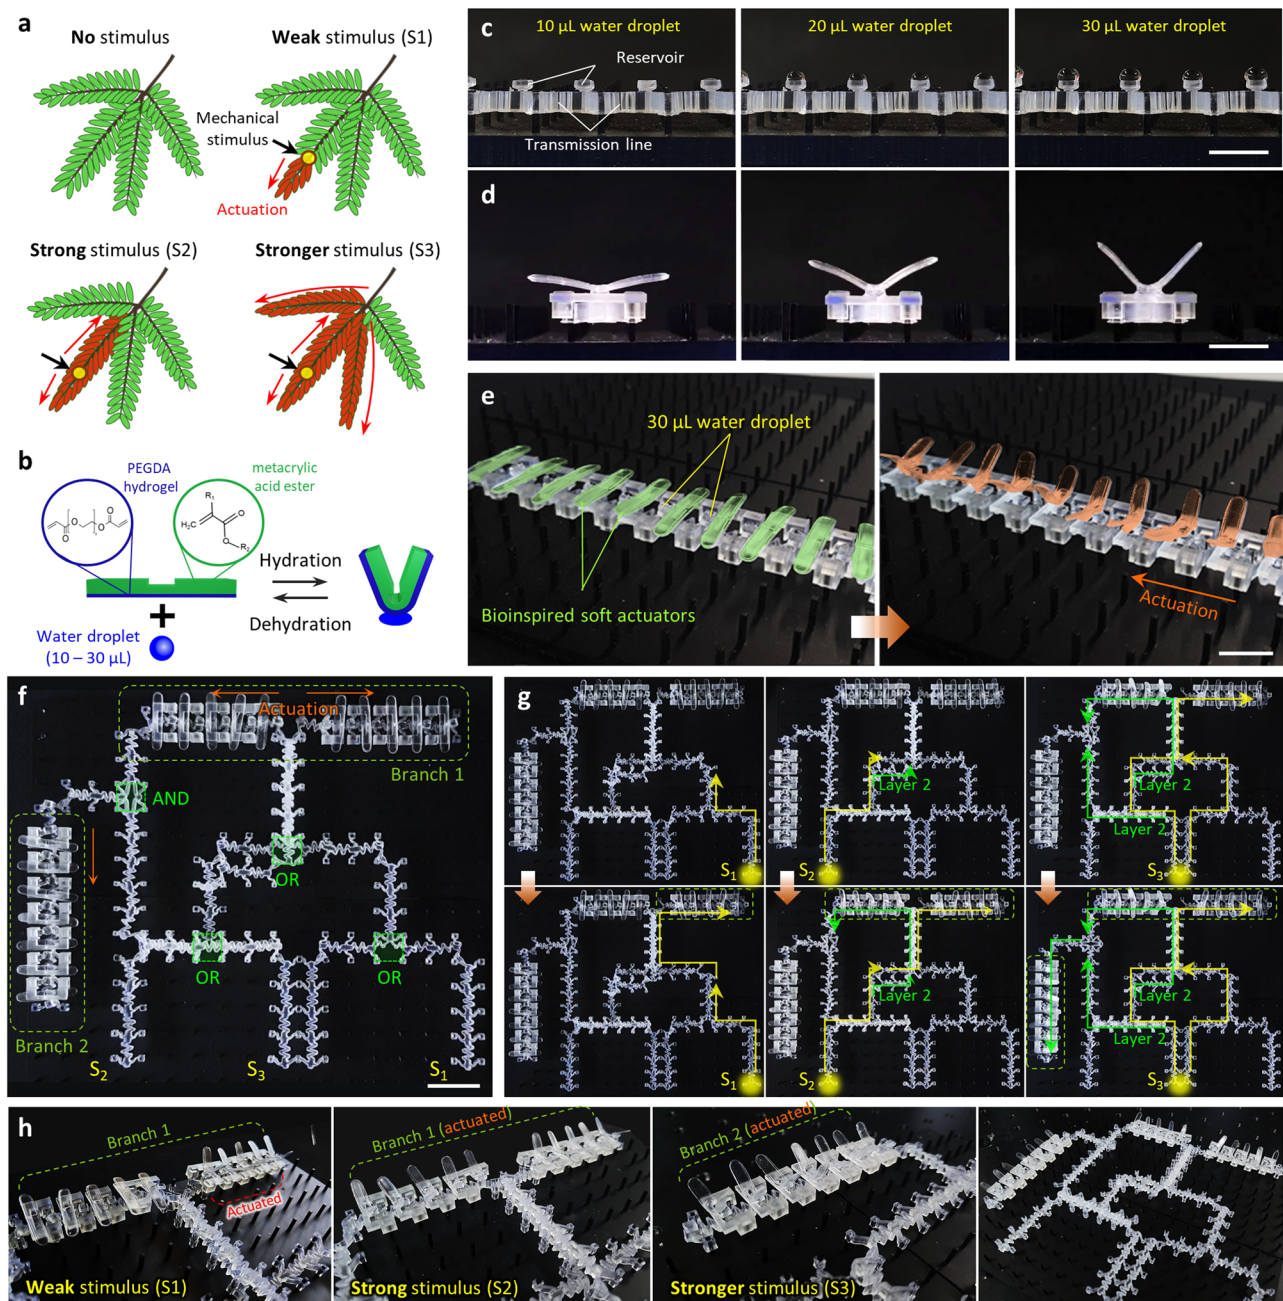 a
No stimulus
Weak stimulus (S1)
Mechanical
stimulus
Actuation
Strong stimulus (S2)
Stronger stimulus (S3)
b
PEGDA
hydrogel
metacrylic
acid ester
O
O
O
O
n
R₁
H₂C
O
O
R₂
Hydration
Dehydration
Water droplet
(10 – 30 µL)
c
10 µL water droplet
20 µL water droplet
30 µL water droplet
Reservoir
Transmission line
d
e
30 µL water droplet
Bioinspired soft actuators
Actuation
f
Actuation
Branch 1
AND
OR
OR
OR
Branch 2
S₂
S₃
S₁
g
S₁
Layer 2
S₂
Layer 2
Layer 2
S₃
S₁
Layer 2
S₂
Layer 2
Layer 2
S₃
h
Branch 1
Actuated
Weak stimulus (S1)
Branch 1 (actuated)
Strong stimulus (S2)
Branch 2 (actuated)
Stronger stimulus (S3)